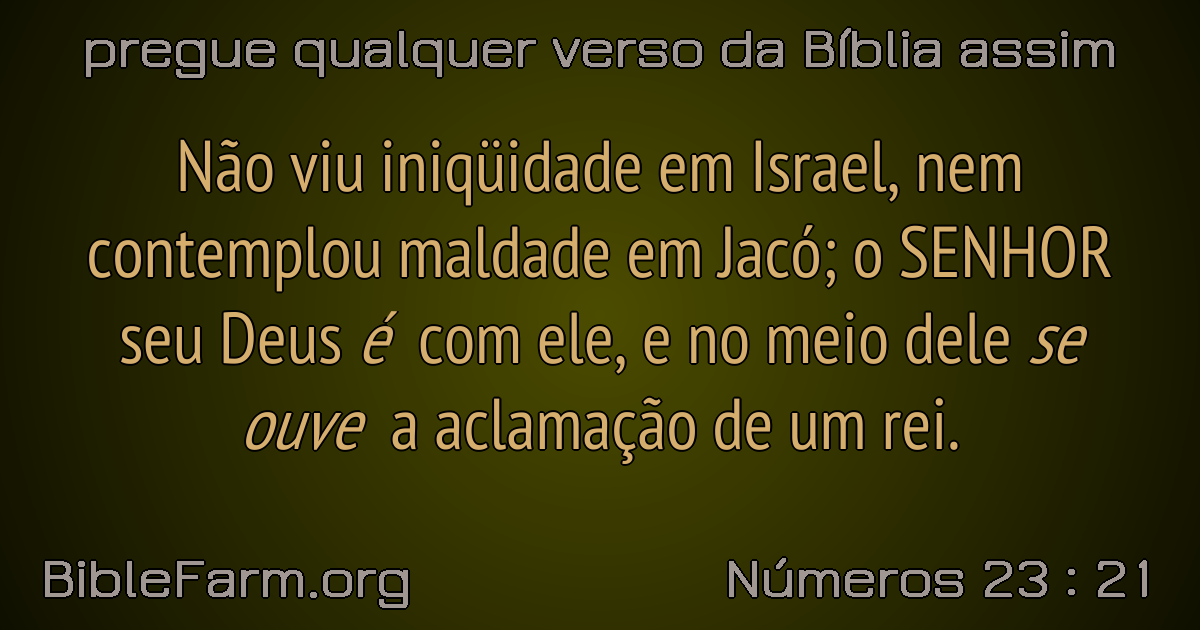 pregue qualquer verso da Bíblia assim
Não viu iniqüidade em Israel, nem
contemplou maldade em Jacó; o SENHOR
seu Deus é com ele, e no meio dele se
ouve a aclamação de um rei.
BibleFarm.org
Números 23 : 21